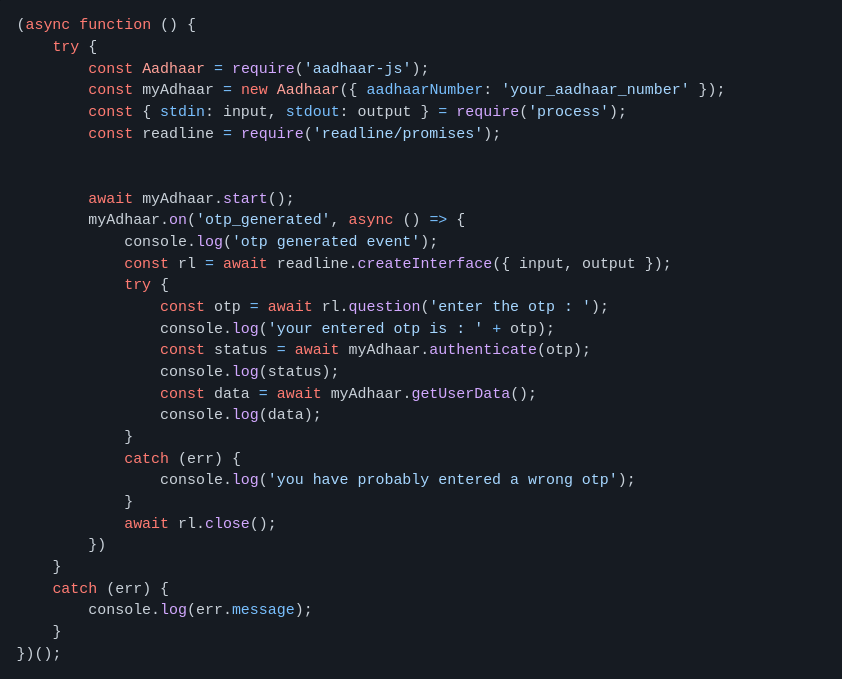 (async function () {
    try {
        const Aadhaar = require('aadhaar-js');
        const myAdhaar = new Aadhaar({ aadhaarNumber: 'your_aadhaar_number' });
        const { stdin: input, stdout: output } = require('process');
        const readline = require('readline/promises');


        await myAdhaar.start();
        myAdhaar.on('otp_generated', async () => {
            console.log('otp generated event');
            const rl = await readline.createInterface({ input, output });
            try {
                const otp = await rl.question('enter the otp : ');
                console.log('your entered otp is : ' + otp);
                const status = await myAdhaar.authenticate(otp);
                console.log(status);
                const data = await myAdhaar.getUserData();
                console.log(data);
            }
            catch (err) {
                console.log('you have probably entered a wrong otp');
            }
            await rl.close();
        })
    }
    catch (err) {
        console.log(err.message);
    }
})();